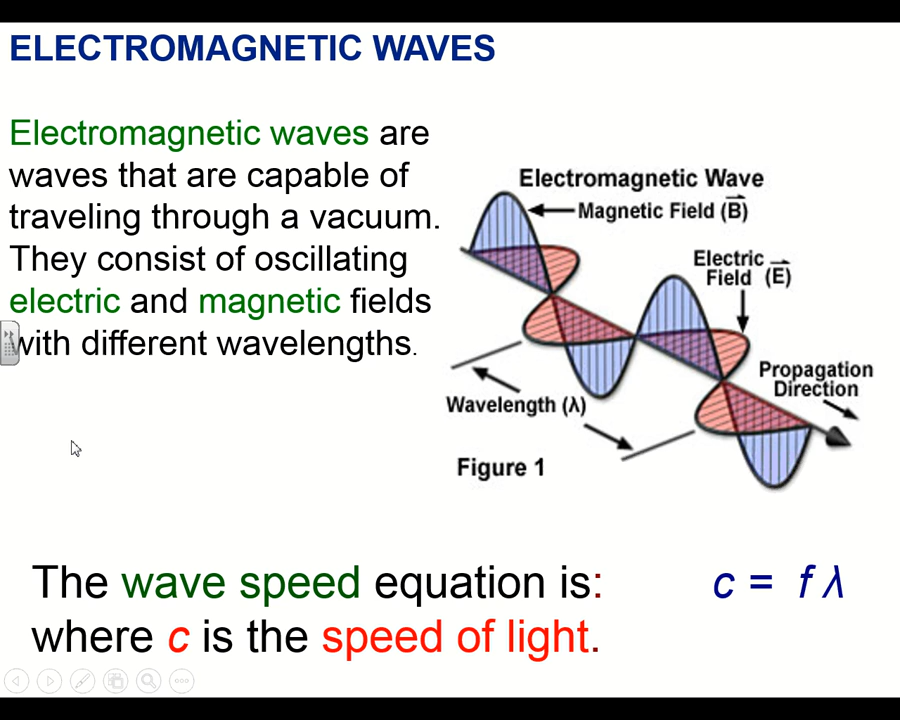 ELECTROMAGNETIC WAVES
Electromagnetic waves are
waves that are capable of
traveling through a vacuum.
They consist of oscillating
electric and magnetic fields
with different wavelengths.
Electromagnetic Wave
Magnetic Field (B⃗)
Electric
Field (E⃗)
Propagation
Direction
Wavelength (λ)
Figure 1
The wave speed equation is: c = f λ
where c is the speed of light.